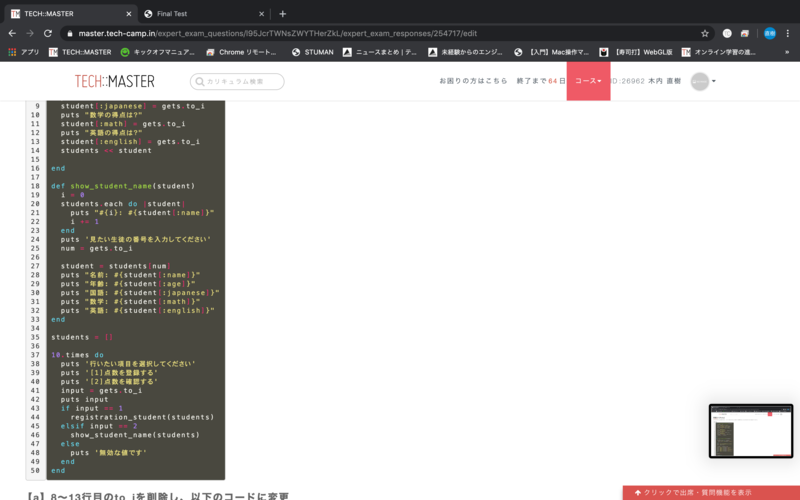 TECH::MASTER
Final Test
master.tech-camp.in/expert_exam_questions/I95JcrTWNsZWYTHerZkL/expert_exam_responses/254717/edit
アプリ TECH::MASTER キックオフマニュア... Chrome リモート... STUMAN ニュースまとめ | テ... 未経験からのエンジ... 【入門】Mac操作マ... 【寿司打】WebGL版 オンライン学習の進... »
TECH::MASTER カリキュラム検索 お困りの方はこちら 終了まで64日 コース ID:26962 木内 直樹
9 student[:japanese] = gets.to_i
10 puts "数学の得点は?"
11 student[:math] = gets.to_i
12 puts "英語の得点は?"
13 student[:english] = gets.to_i
14 students << student
15
16 end
17
18 def show_student_name(student)
19 i = 0
20 students.each do |student|
21 puts "#{i}: #{student[:name]}"
22 i += 1
23 end
24 puts '見たい生徒の番号を入力してください'
25 num = gets.to_i
26
27 student = students[num]
28 puts "名前: #{student[:name]}"
29 puts "年齢: #{student[:age]}"
30 puts "国語: #{student[:japanese]}"
31 puts "数学: #{student[:math]}"
32 puts "英語: #{student[:english]}"
33 end
34
35 students = []
36
37 10.times do
38 puts '行いたい項目を選択してください'
39 puts '[1]点数を登録する'
40 puts '[2]点数を確認する'
41 input = gets.to_i
42 puts input
43 if input == 1
44 registration_student(students)
45 elsif input == 2
46 show_student_name(students)
47 else
48 puts '無効な値です'
49 end
50 end
【a】8〜13行目のto_iを削除し、以下のコードに変更
クリックで出席・質問機能を表示